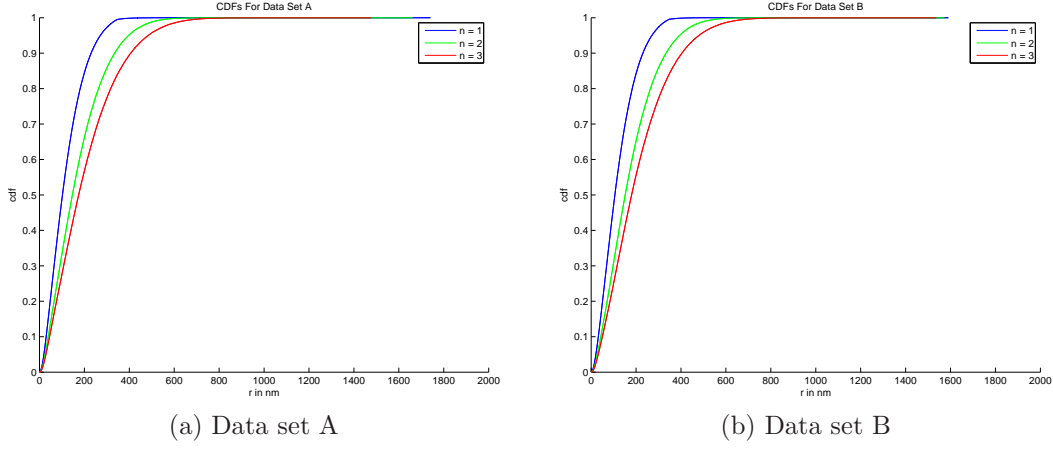 CDFs For Data Set A
1
0.9
0.8
0.7
0.6
0.5
0.4
0.3
0.2
0.1
0
cdf
0 200 400 600 800 1000 1200 1400 1600 1800 2000
r in nm
n = 1
n = 2
n = 3
(a) Data set A
CDFs For Data Set B
1
0.9
0.8
0.7
0.6
0.5
0.4
0.3
0.2
0.1
0
cdf
0 200 400 600 800 1000 1200 1400 1600 1800 2000
r in nm
n = 1
n = 2
n = 3
(b) Data set B